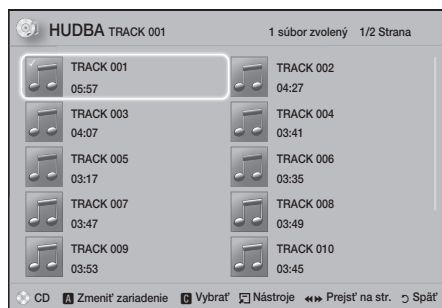 HUDBA TRACK 001 1 súbor zvolený 1/2 Strana
TRACK 001
05:57
TRACK 002
04:27
TRACK 003
04:07
TRACK 004
03:41
TRACK 005
03:17
TRACK 006
03:35
TRACK 007
03:47
TRACK 008
03:49
TRACK 009
03:53
TRACK 010
03:45
CD A Zmeniť zariadenie C Vybrať Nástroje Prejsť na str. Späť